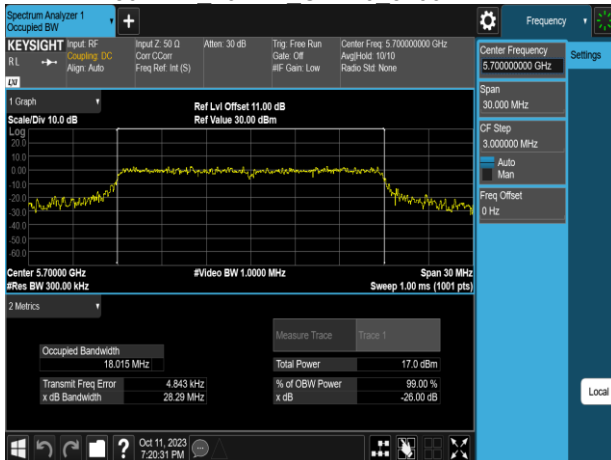 Spectrum Analyzer 1
Occupied BW
+
Frequency
KEYSIGHT
RL
LXI
Input: RF
Coupling: DC
Align: Auto
Input Z: 50 Ω
Corr CCorr
Freq Ref: Int (S)
Atten: 30 dB
Trig: Free Run
Gate: Off
#IF Gain: Low
Center Freq: 5.700000000 GHz
Avg|Hold: 10/10
Radio Std: None
Center Frequency
5.700000000 GHz
Settings
Span
30.000 MHz
CF Step
3.000000 MHz
Auto
Man
Freq Offset
0 Hz
Local
1 Graph
Scale/Div 10.0 dB
Ref Lvl Offset 11.00 dB
Ref Value 30.00 dBm
Log
20.0
10.0
0.00
-10.0
-20.0
-30.0
-40.0
-50.0
-60.0
Center 5.70000 GHz
#Res BW 300.00 kHz
#Video BW 1.0000 MHz
Span 30 MHz
Sweep 1.00 ms (1001 pts)
2 Metrics
Measure Trace
Trace 1
Occupied Bandwidth
18.015 MHz
Total Power
17.0 dBm
Transmit Freq Error
4.843 kHz
% of OBW Power
99.00 %
x dB Bandwidth
28.29 MHz
x dB
-26.00 dB
?
Oct 11, 2023
7:20:31 PM